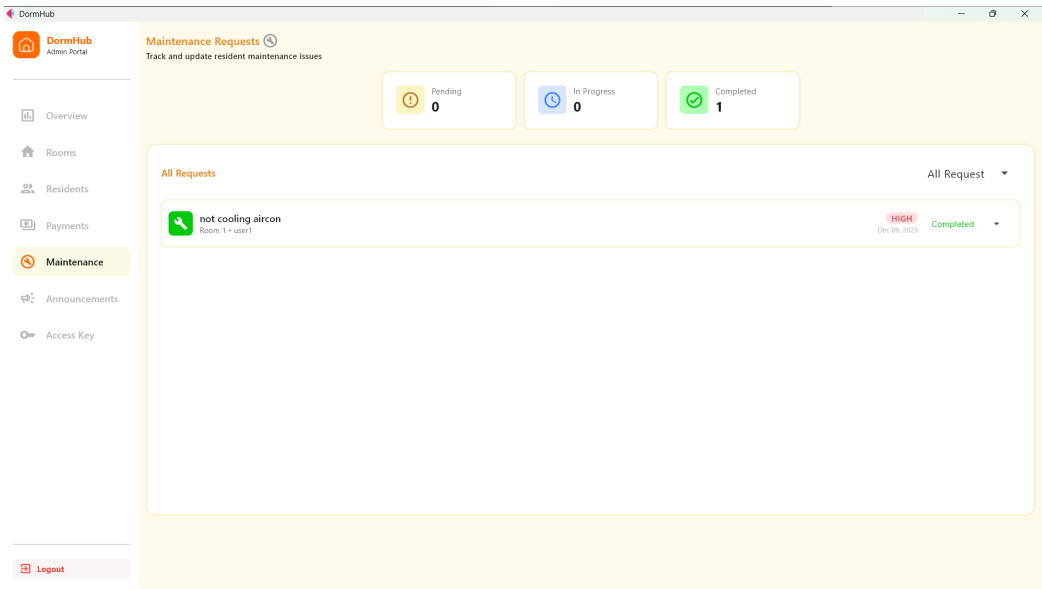 DormHub
DormHub
Admin Portal
Overview
Rooms
Residents
Payments
Maintenance
Announcements
Access Key
Logout
Maintenance Requests
Track and update resident maintenance issues
Pending
0
In Progress
0
Completed
1
All Requests
All Request
not cooling aircon
Room 1 • user1
HIGH
Dec 09, 2025
Completed